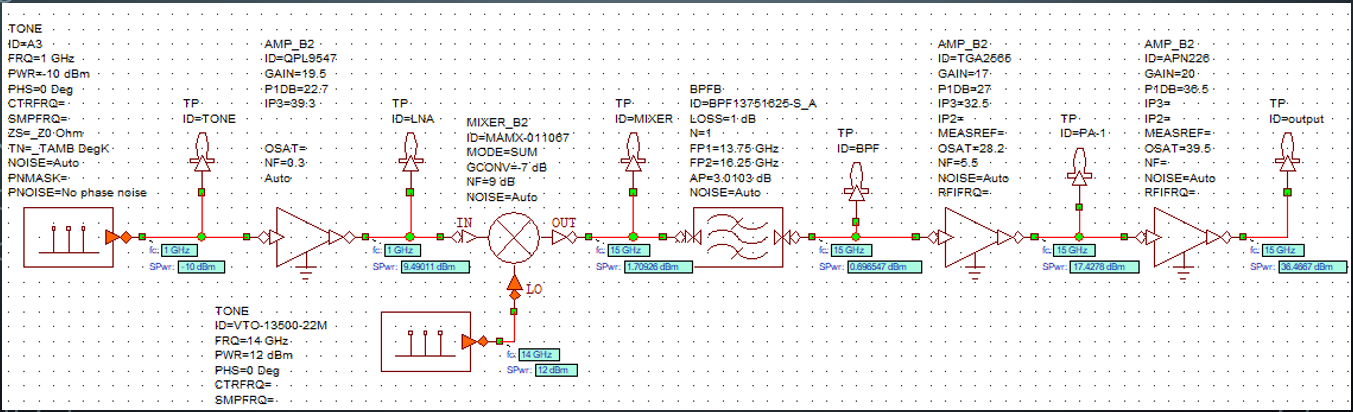 TONE
ID=A3
FRQ=1 GHz
PWR=-10 dBm
PHS=0 Deg
CTRFRQ=
SMPFRQ=
ZS=_Z0 Ohm
TN=_TAMB DegK
NOISE=Auto
PNMASK=
PNOISE=No phase noise
TP
ID=TONE
AMP_B2
ID=QPL9547
GAIN=19.5
P1DB=22.7
IP3=39.3
OSAT=
NF=0.3
Auto
TP
ID=LNA
MIXER_B2
ID=MAMX-011067
MODE=SUM
GCONV=-7 dB
NF=9 dB
NOISE=Auto
IN
OUT
LO
TP
ID=MIXER
BPFB
ID=BPF13751625-S_A
LOSS=1 dB
N=1
FP1=13.75 GHz
FP2=16.25 GHz
AP=3.0103 dB
NOISE=Auto
TP
ID=BPF
AMP_B2
ID=TGA2565
GAIN=17
P1DB=27
IP3=32.5
IP2=
MEASREF=
OSAT=28.2
NF=5.5
NOISE=Auto
RFIFRQ=
TP
ID=PA-1
AMP_B2
ID=APN226
GAIN=20
P1DB=36.5
IP3=
IP2=
MEASREF=
OSAT=39.5
NF=
NOISE=Auto
RFIFRQ=
TP
ID=output
fc: 1 GHz
SPwr: -10 dBm
fc: 1 GHz
SPwr: 9.49011 dBm
fc: 15 GHz
SPwr: 1.70926 dBm
fc: 15 GHz
SPwr: 0.696547 dBm
fc: 15 GHz
SPwr: 17.4278 dBm
fc: 15 GHz
SPwr: 36.4667 dBm
TONE
ID=VTO-13500-22M
FRQ=14 GHz
PWR=12 dBm
PHS=0 Deg
CTRFRQ=
SMPFRQ=
fc: 14 GHz
SPwr: 12 dBm